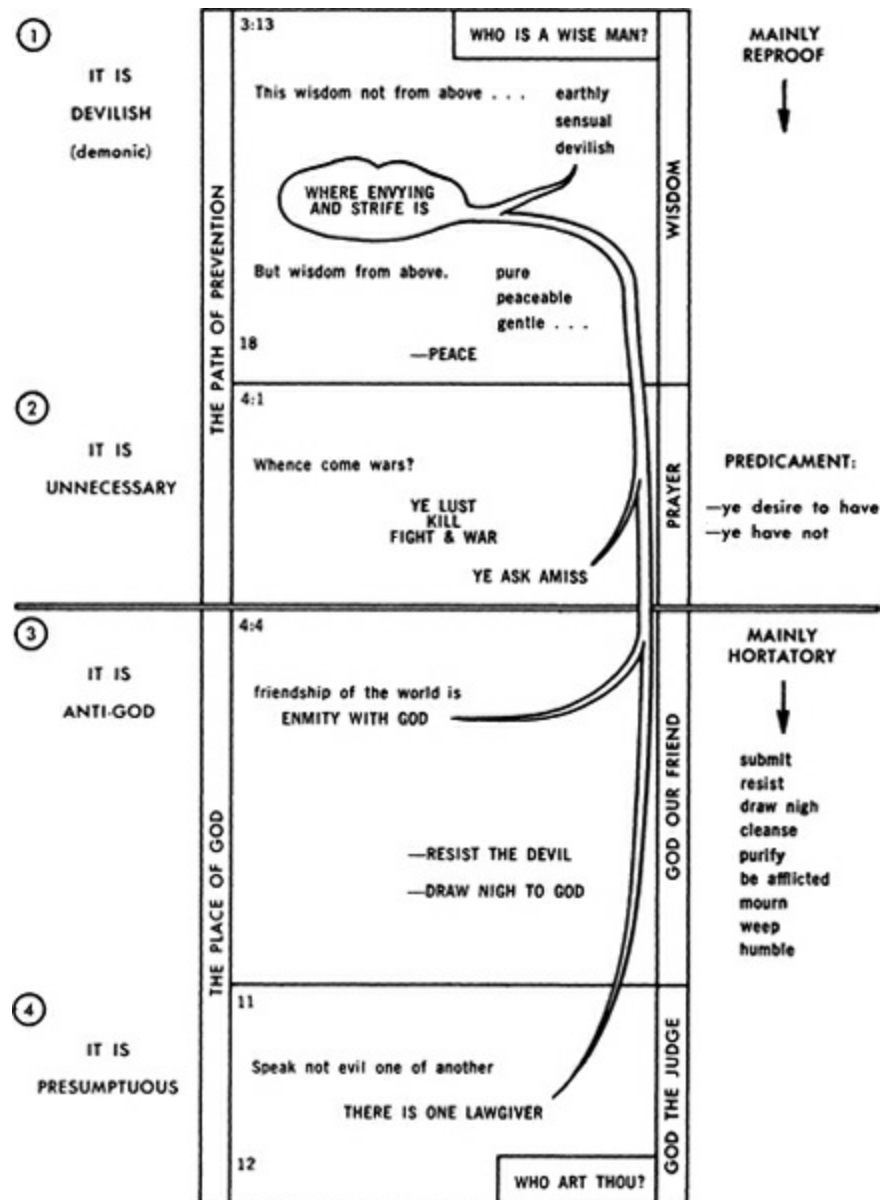 1
IT IS
DEVILISH
(demonic)
THE PATH OF PREVENTION
3:13
WHO IS A WISE MAN?
This wisdom not from above . . . earthly
sensual
devilish
WHERE ENVYING
AND STRIFE IS
But wisdom from above. pure
peaceable
gentle . . .
18
—PEACE
WISDOM
MAINLY
REPROOF
2
IT IS
UNNECESSARY
4:1
Whence come wars?
YE LUST
KILL
FIGHT & WAR
YE ASK AMISS
PRAYER
PREDICAMENT:
—ye desire to have
—ye have not
3
IT IS
ANTI-GOD
THE PLACE OF GOD
4:4
friendship of the world is
ENMITY WITH GOD
—RESIST THE DEVIL
—DRAW NIGH TO GOD
GOD OUR FRIEND
MAINLY
HORTATORY
submit
resist
draw nigh
cleanse
purify
be afflicted
mourn
weep
humble
4
IT IS
PRESUMPTUOUS
11
Speak not evil one of another
THERE IS ONE LAWGIVER
12
WHO ART THOU?
GOD THE JUDGE